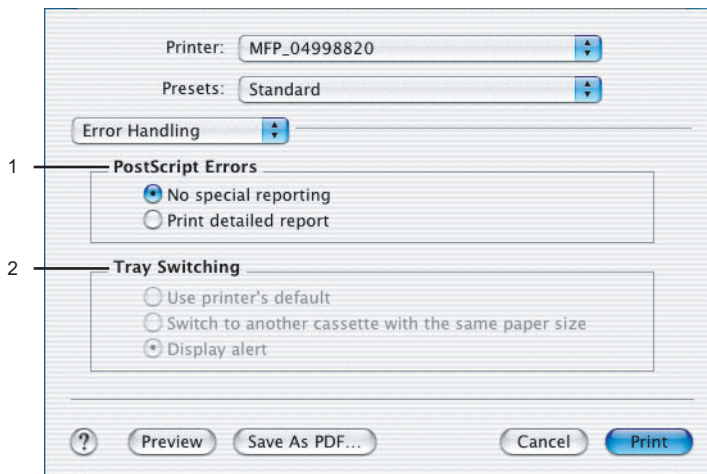 Printer: MFP_04998820
Presets: Standard
Error Handling
1 PostScript Errors
No special reporting
Print detailed report
2 Tray Switching
Use printer's default
Switch to another cassette with the same paper size
Display alert
? Preview Save As PDF... Cancel Print